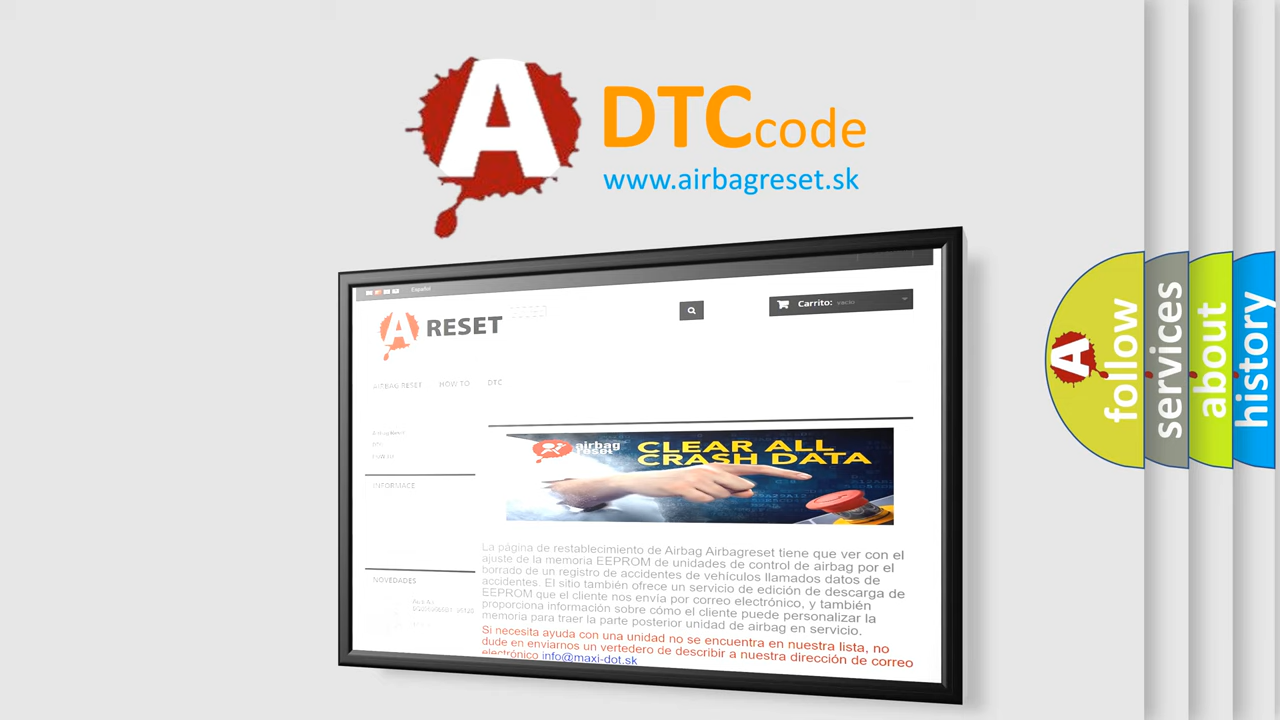 A
DTCcode
www.airbagreset.sk
Español
A RESET
Carrito: vacío
AIRBAG RESET HOW TO DTC
INFORMACE
NOVEDADES
airbag
reset
CLEAR ALL
CRASH DATA
La página de restablecimiento de Airbag Airbagreset tiene que ver con el
ajuste de la memoria EEPROM de unidades de control de airbag por el
borrado de un registro de accidentes de vehículos llamados datos de
accidentes. El sitio también ofrece un servicio de edición de descarga de
EEPROM que el cliente nos envía por correo electrónico, y también
proporciona información sobre cómo el cliente puede personalizar la
memoria para traer la parte posterior unidad de airbag en servicio.
Si necesita ayuda con una unidad no se encuentra en nuestra lista, no
dude en enviarnos un vertedero de describir a nuestra dirección de correo
electrónico info@maxi-dot.sk
A
follow
services
about
history